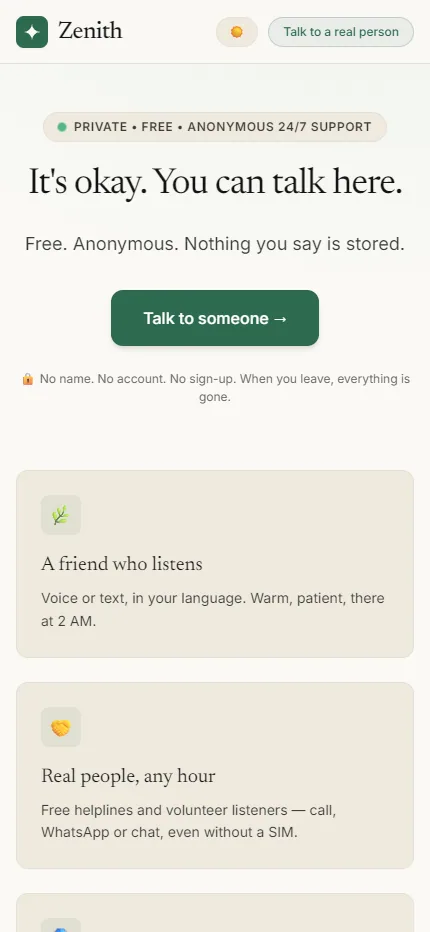 Zenith
Talk to a real person
PRIVATE • FREE • ANONYMOUS 24/7 SUPPORT
It's okay. You can talk here.
Free. Anonymous. Nothing you say is stored.
Talk to someone →
No name. No account. No sign-up. When you leave, everything is
gone.
A friend who listens
Voice or text, in your language. Warm, patient, there
at 2 AM.
Real people, any hour
Free helplines and volunteer listeners — call,
WhatsApp or chat, even without a SIM.